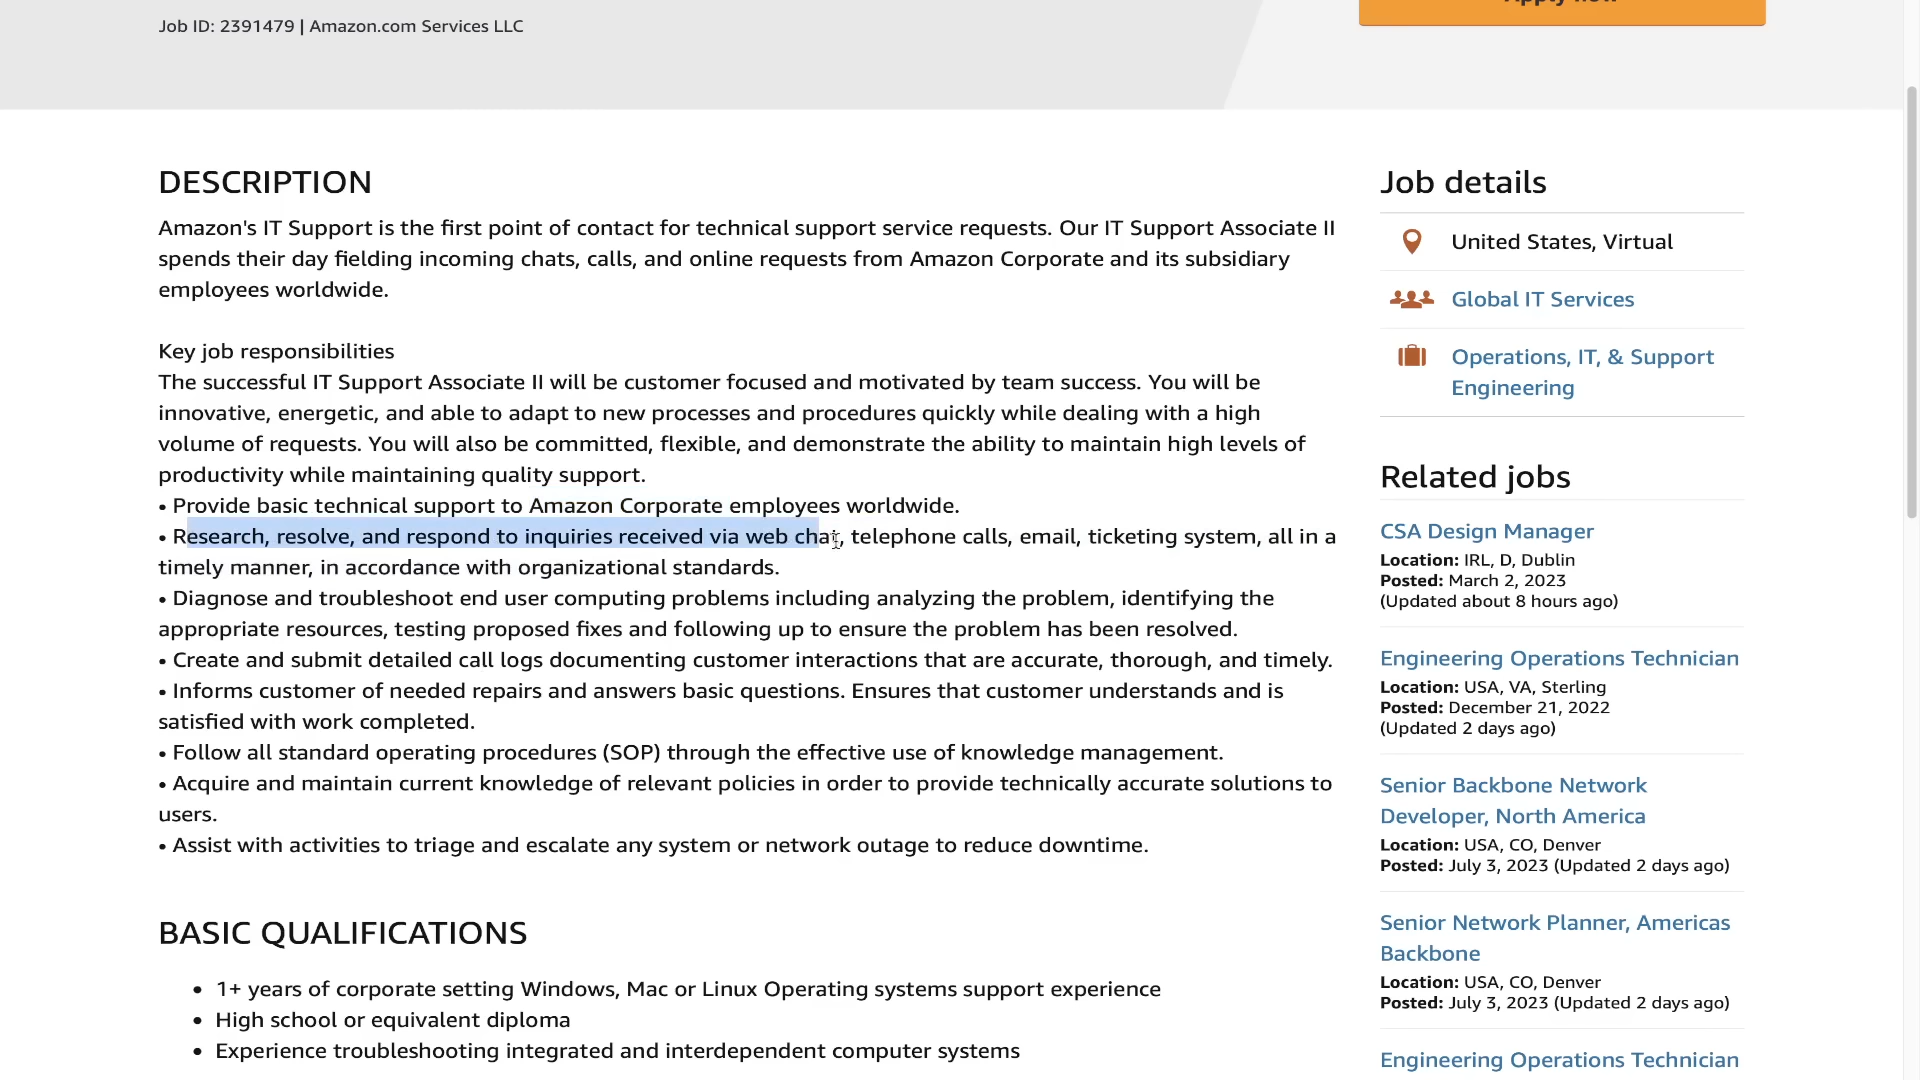 Job ID: 2391479 | Amazon.com Services LLC
Apply now
DESCRIPTION
Amazon's IT Support is the first point of contact for technical support service requests. Our IT Support Associate II
spends their day fielding incoming chats, calls, and online requests from Amazon Corporate and its subsidiary
employees worldwide.
Key job responsibilities
The successful IT Support Associate II will be customer focused and motivated by team success. You will be
innovative, energetic, and able to adapt to new processes and procedures quickly while dealing with a high
volume of requests. You will also be committed, flexible, and demonstrate the ability to maintain high levels of
productivity while maintaining quality support.
• Provide basic technical support to Amazon Corporate employees worldwide.
• Research, resolve, and respond to inquiries received via web chat, telephone calls, email, ticketing system, all in a
timely manner, in accordance with organizational standards.
• Diagnose and troubleshoot end user computing problems including analyzing the problem, identifying the
appropriate resources, testing proposed fixes and following up to ensure the problem has been resolved.
• Create and submit detailed call logs documenting customer interactions that are accurate, thorough, and timely.
• Informs customer of needed repairs and answers basic questions. Ensures that customer understands and is
satisfied with work completed.
• Follow all standard operating procedures (SOP) through the effective use of knowledge management.
• Acquire and maintain current knowledge of relevant policies in order to provide technically accurate solutions to
users.
• Assist with activities to triage and escalate any system or network outage to reduce downtime.
BASIC QUALIFICATIONS
• 1+ years of corporate setting Windows, Mac or Linux Operating systems support experience
• High school or equivalent diploma
• Experience troubleshooting integrated and interdependent computer systems
Job details
United States, Virtual
Global IT Services
Operations, IT, & Support
Engineering
Related jobs
CSA Design Manager
Location: IRL, D, Dublin
Posted: March 2, 2023
(Updated about 8 hours ago)
Engineering Operations Technician
Location: USA, VA, Sterling
Posted: December 21, 2022
(Updated 2 days ago)
Senior Backbone Network
Developer, North America
Location: USA, CO, Denver
Posted: July 3, 2023 (Updated 2 days ago)
Senior Network Planner, Americas
Backbone
Location: USA, CO, Denver
Posted: July 3, 2023 (Updated 2 days ago)
Engineering Operations Technician